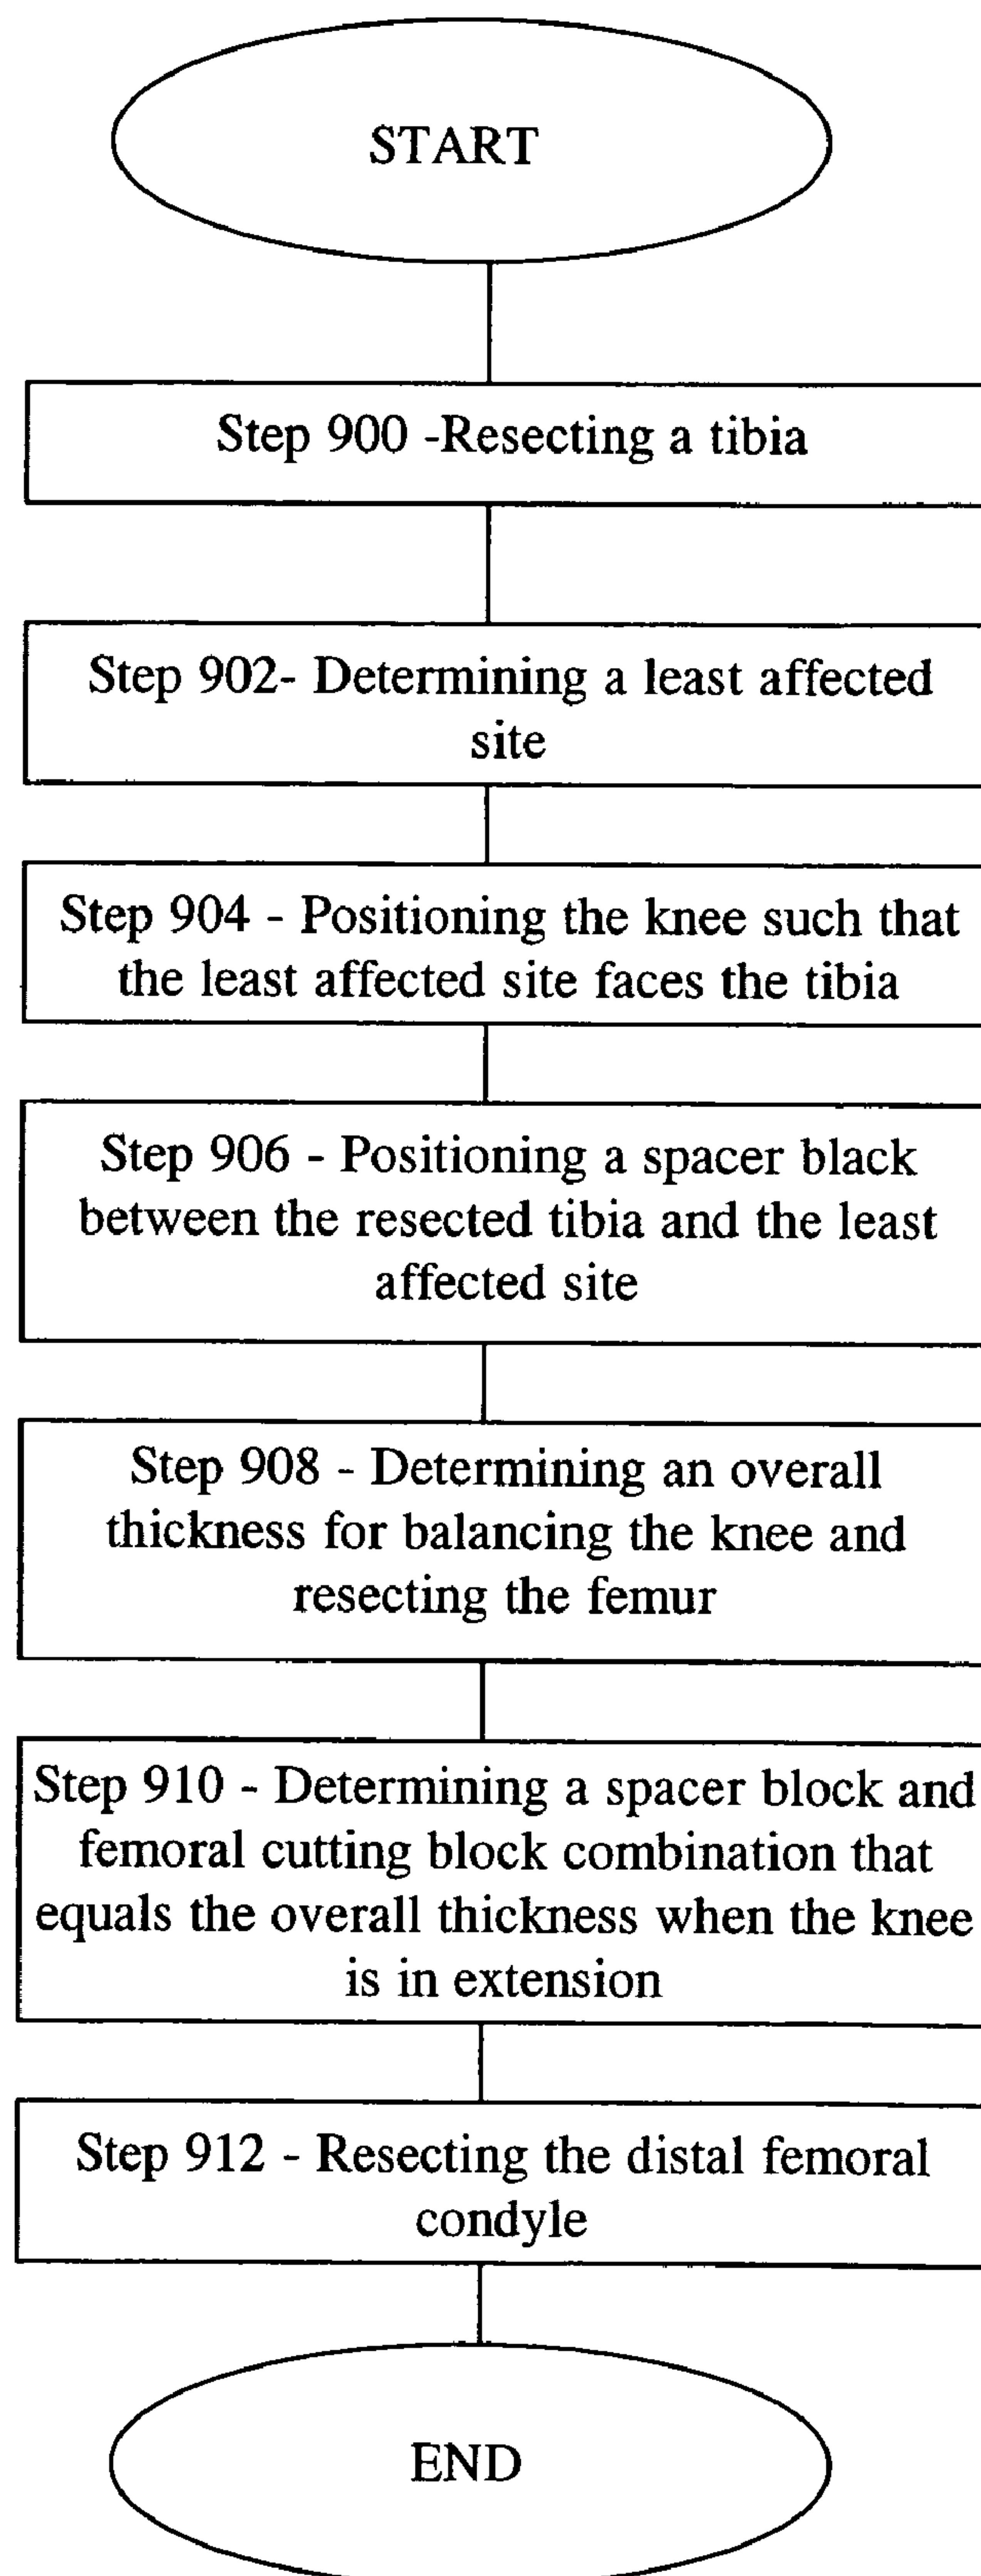 START
Step 900 -Resecting a tibia
Step 902- Determining a least affected
site
Step 904 - Positioning the knee such that
the least affected site faces the tibia
Step 906 - Positioning a spacer black
between the resected tibia and the least
affected site
Step 908 - Determining an overall
thickness for balancing the knee and
resecting the femur
Step 910 - Determining a spacer block and
femoral cutting block combination that
equals the overall thickness when the knee
is in extension
Step 912 - Resecting the distal femoral
condyle
END